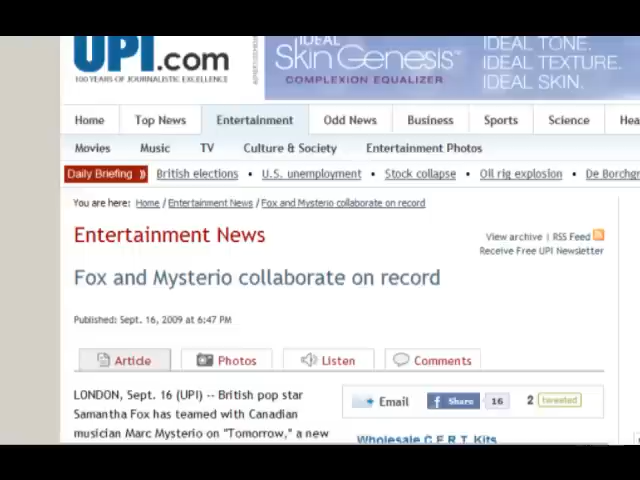 UPI.com
100 YEARS OF JOURNALISTIC EXCELLENCE
IDEAL
Skin Genesis
COMPLEXION EQUALIZER
IDEAL TONE.
IDEAL TEXTURE.
IDEAL SKIN.
Home Top News Entertainment Odd News Business Sports Science
Movies Music TV Culture & Society Entertainment Photos
Daily Briefing British elections • U.S. unemployment • Stock collapse • Oil rig explosion • De Borchg
You are here: Home / Entertainment News / Fox and Mysterio collaborate on record
Entertainment News
View archive | RSS Feed
Receive Free UPI Newsletter
Fox and Mysterio collaborate on record
Published: Sept. 16, 2009 at 6:47 PM
Article Photos Listen Comments
LONDON, Sept. 16 (UPI) -- British pop star
Samantha Fox has teamed with Canadian
musician Marc Mysterio on "Tomorrow," a new
Email Share 16 2 tweeted
Wholesale C.E.R.T. Kits